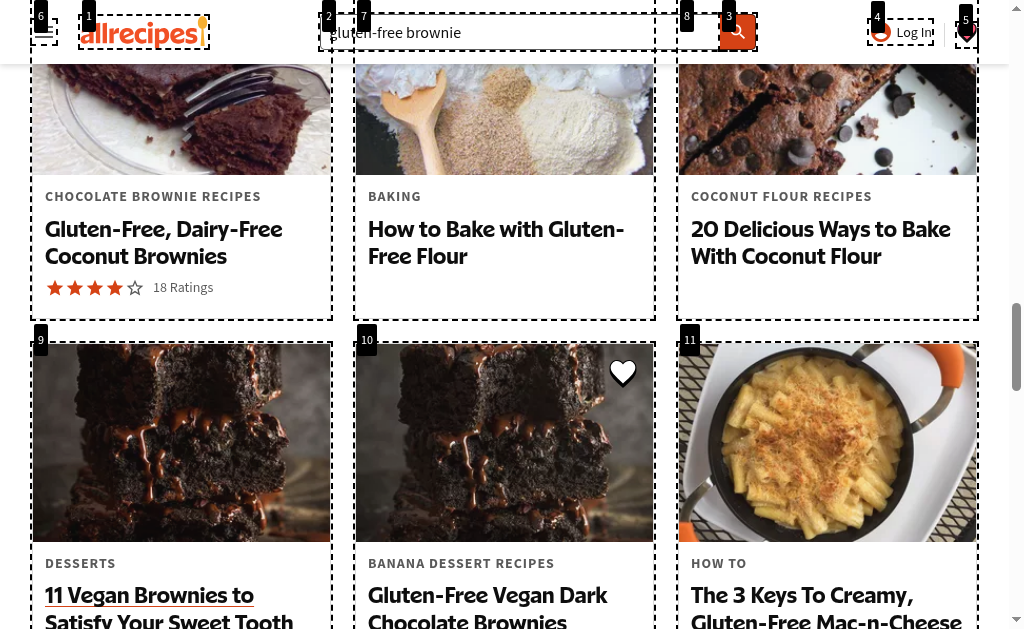 6
1
2
7
8
3
4
5
allrecipes
gluten-free brownie
Log In
CHOCOLATE BROWNIE RECIPES
Gluten-Free, Dairy-Free
Coconut Brownies
18 Ratings
BAKING
How to Bake with Gluten-
Free Flour
COCONUT FLOUR RECIPES
20 Delicious Ways to Bake
With Coconut Flour
9
10
11
DESSERTS
11 Vegan Brownies to
Satisfy Your Sweet Tooth
BANANA DESSERT RECIPES
Gluten-Free Vegan Dark
Chocolate Brownies
HOW TO
The 3 Keys To Creamy,
Gluten-Free Mac-n-Cheese